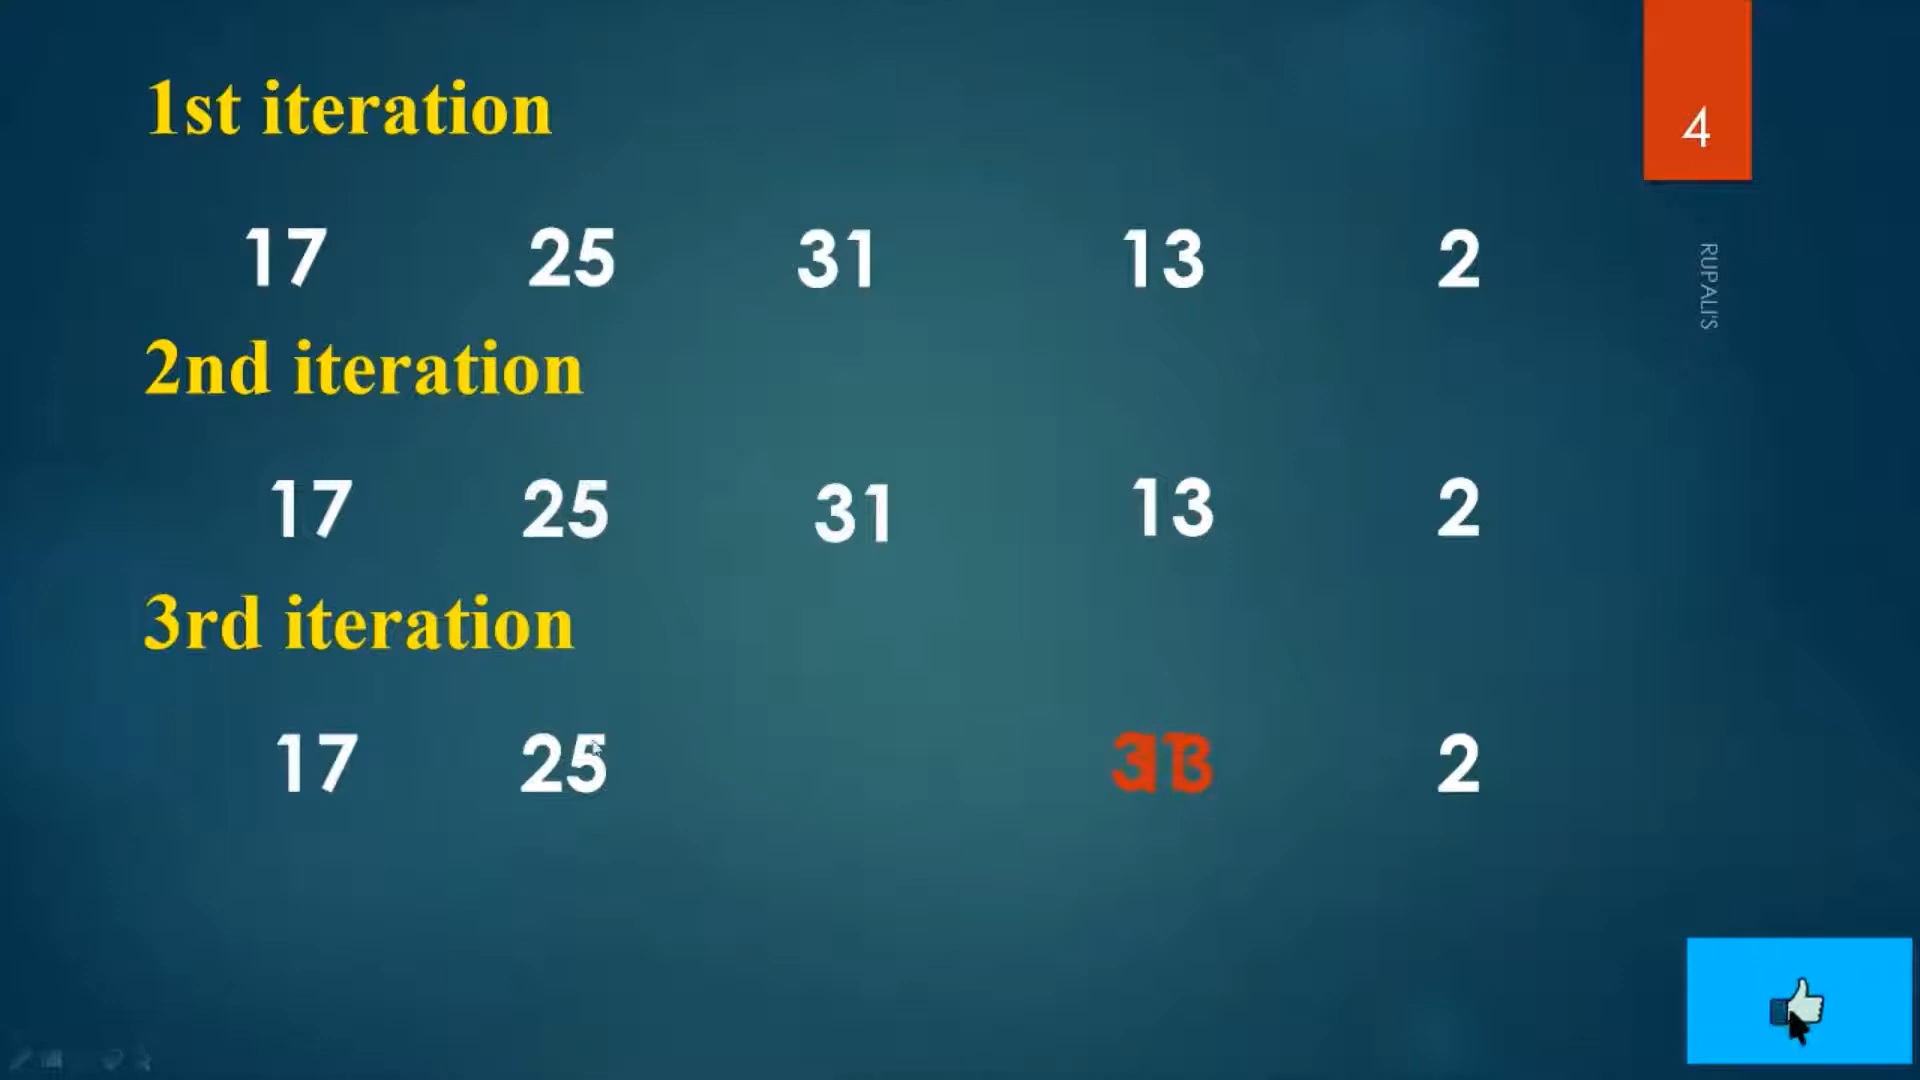 1st iteration
4
17 25 31 13 2
RUPALI'S
2nd iteration
17 25 31 13 2
3rd iteration
17 25 2